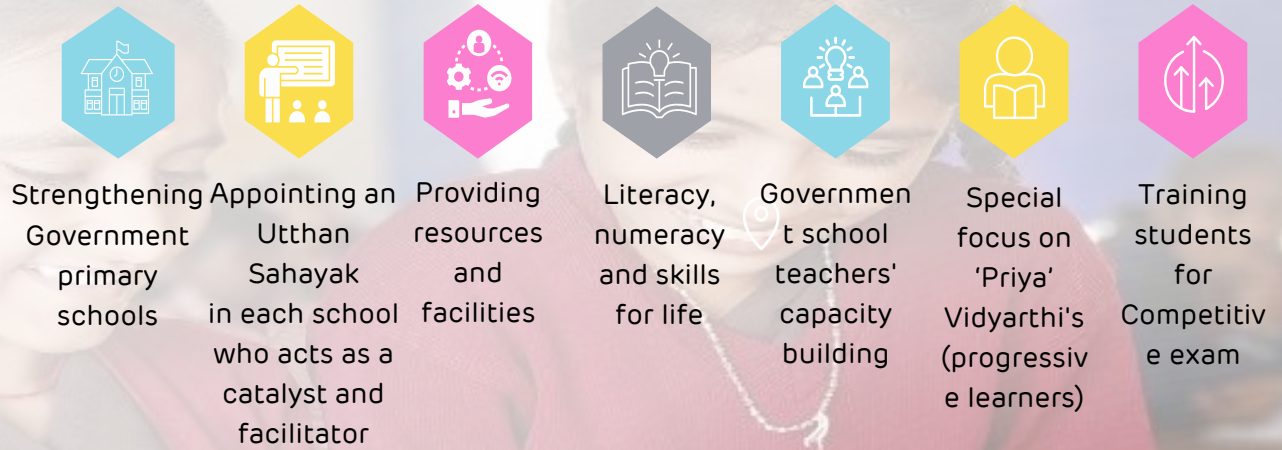 Strengthening
Government
primary
schools
Appointing an
Utthan
Sahayak
in each school
who acts as a
catalyst and
facilitator
Providing
resources
and
facilities
Literacy,
numeracy
and skills
for life
Governmen
t school
teachers'
capacity
building
Special
focus on
‘Priya’
Vidyarthi's
(progressiv
e learners)
Training
students
for
Competitiv
e exam